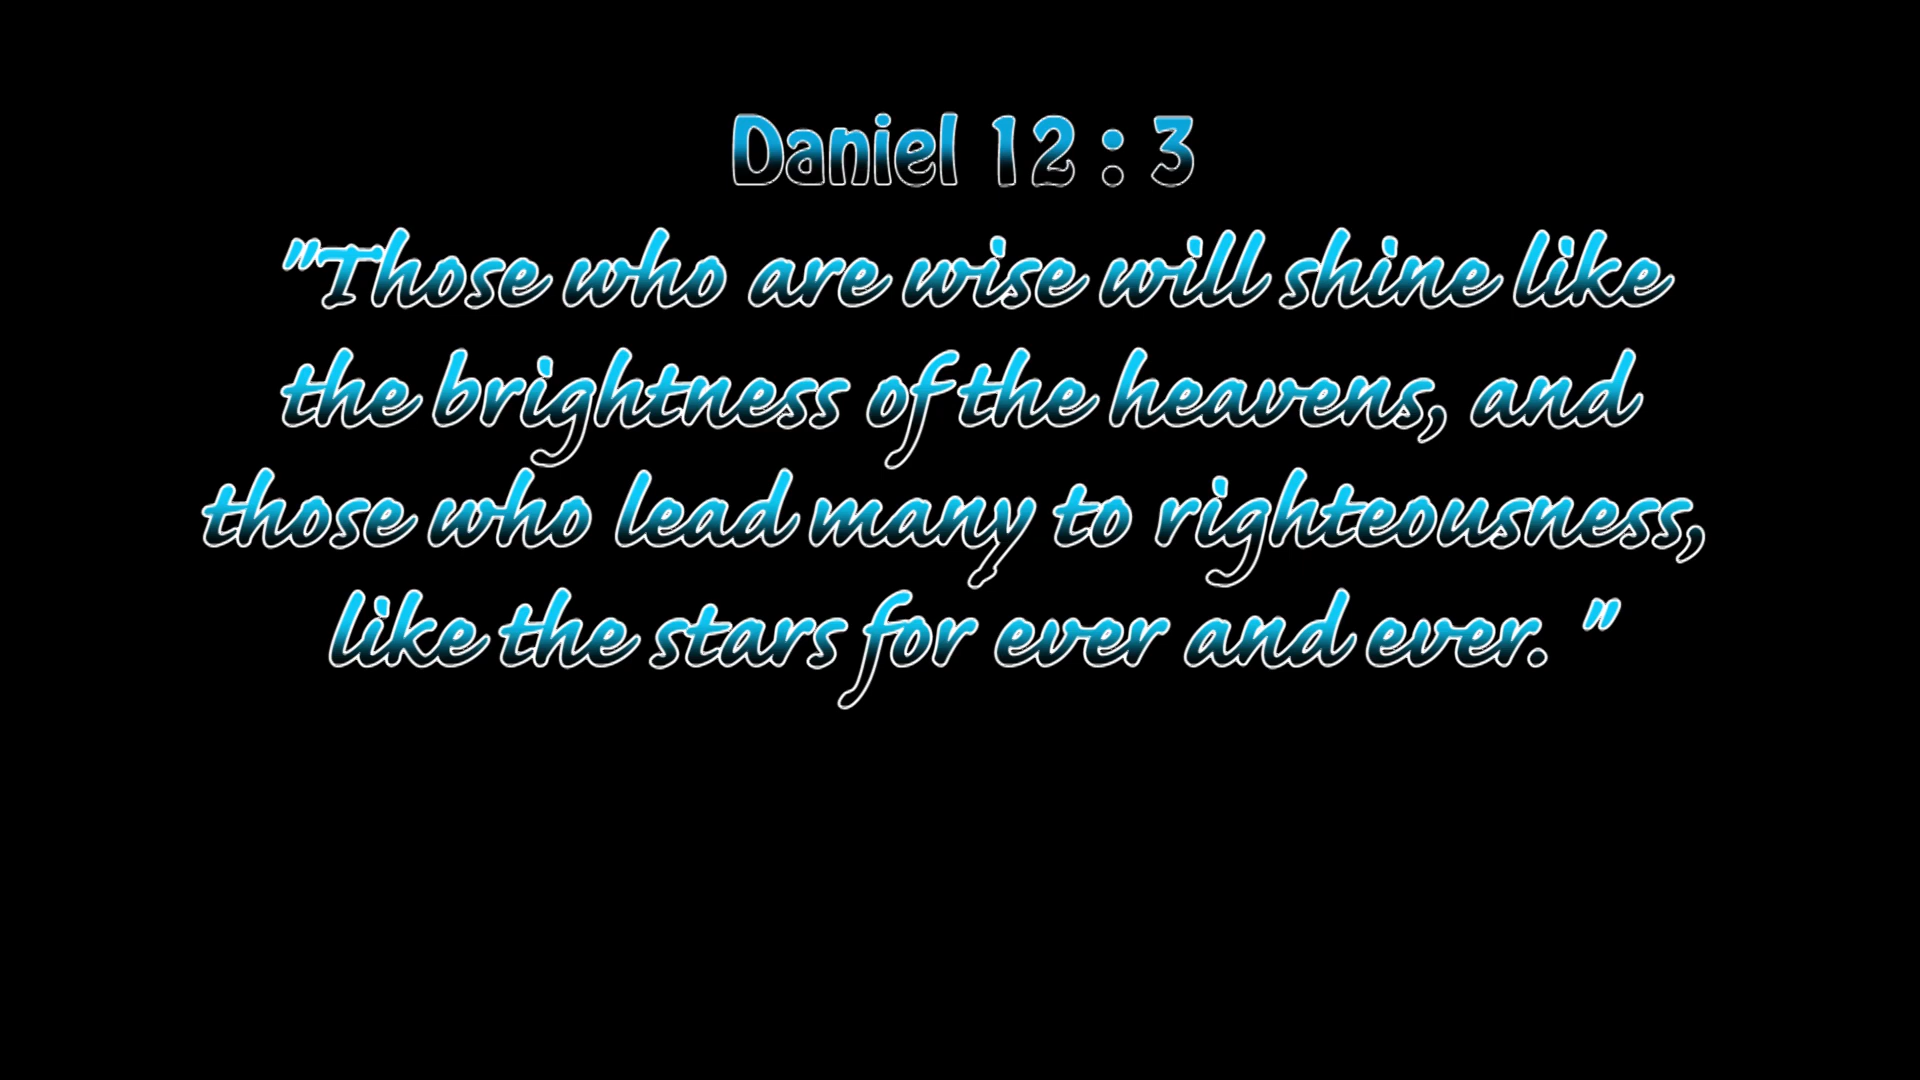 Daniel 12 : 3
"Those who are wise will shine like
the brightness of the heavens, and
those who lead many to righteousness,
like the stars for ever and ever. "